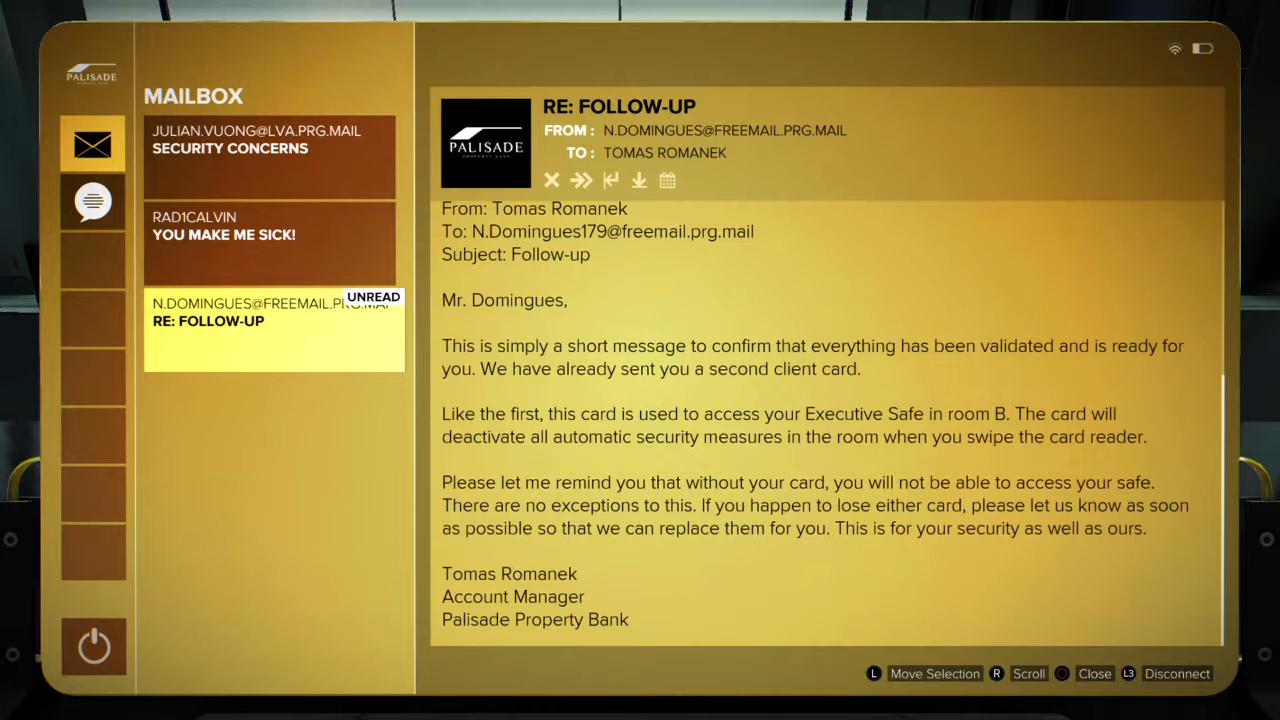 PALISADE
MAILBOX
JULIAN.VUONG@LVA.PRG.MAIL
SECURITY CONCERNS
RAD1CALVIN
YOU MAKE ME SICK!
UNREAD
N.DOMINGUES@FREEMAIL.PRG.MAI
RE: FOLLOW-UP
PALISADE
PROPERTY BANK
RE: FOLLOW-UP
FROM : N.DOMINGUES@FREEMAIL.PRG.MAIL
TO : TOMAS ROMANEK
From: Tomas Romanek
To: N.Domingues179@freemail.prg.mail
Subject: Follow-up
Mr. Domingues,
This is simply a short message to confirm that everything has been validated and is ready for
you. We have already sent you a second client card.
Like the first, this card is used to access your Executive Safe in room B. The card will
deactivate all automatic security measures in the room when you swipe the card reader.
Please let me remind you that without your card, you will not be able to access your safe.
There are no exceptions to this. If you happen to lose either card, please let us know as soon
as possible so that we can replace them for you. This is for your security as well as ours.
Tomas Romanek
Account Manager
Palisade Property Bank
L Move Selection R Scroll Close L3 Disconnect